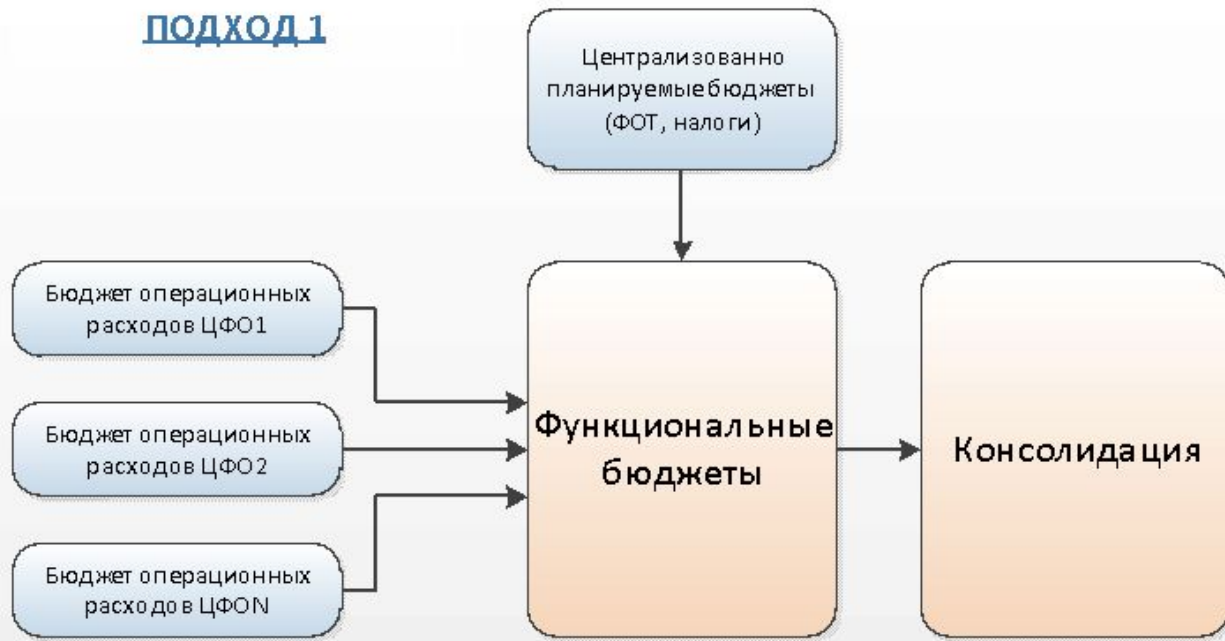 ПОДХОД 1
Централизованно
планируемые бюджеты
(ФОТ, налоги)
Бюджет операционных
расходов ЦФО1
Бюджет операционных
расходов ЦФО2
Бюджет операционных
расходов ЦФОN
Функциональные
бюджеты
Консолидация